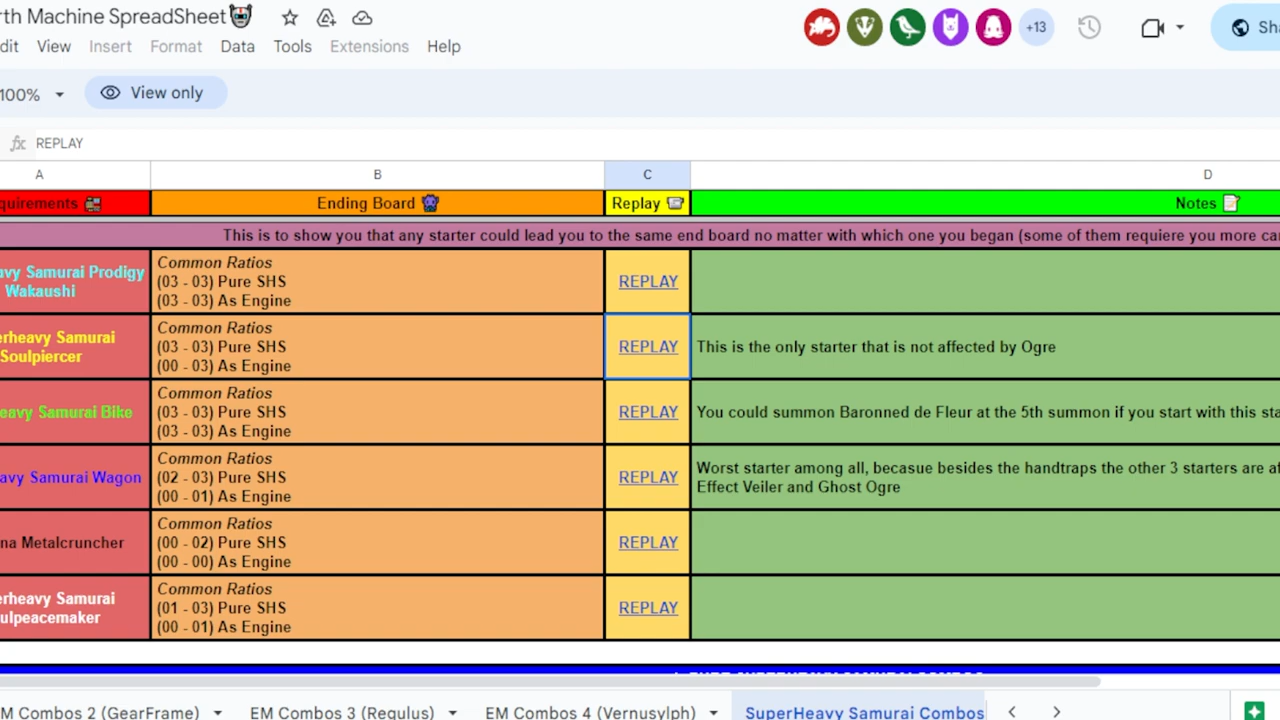 rth Machine SpreadSheet
dit View Insert Format Data Tools Extensions Help
+13
Sha
100% View only
fx REPLAY
A B C D
quirements Ending Board Replay Notes
This is to show you that any starter could lead you to the same end board no matter with which one you began (some of them requiere you more car
avy Samurai Prodigy
Wakaushi
Common Ratios
(03 - 03) Pure SHS
(03 - 03) As Engine
REPLAY
erheavy Samurai
Soulpiercer
Common Ratios
(03 - 03) Pure SHS
(00 - 03) As Engine
REPLAY
This is the only starter that is not affected by Ogre
eavy Samurai Bike
Common Ratios
(03 - 03) Pure SHS
(03 - 03) As Engine
REPLAY
You could summon Baronned de Fleur at the 5th summon if you start with this sta
avy Samurai Wagon
Common Ratios
(02 - 03) Pure SHS
(00 - 01) As Engine
REPLAY
Worst starter among all, becasue besides the handtraps the other 3 starters are af
Effect Veiler and Ghost Ogre
na Metalcruncher
Common Ratios
(00 - 02) Pure SHS
(00 - 00) As Engine
REPLAY
erheavy Samurai
ulpeacemaker
Common Ratios
(01 - 03) Pure SHS
(00 - 01) As Engine
REPLAY
EM Combos 2 (GearFrame) EM Combos 3 (Regulus) EM Combos 4 (Vernusylph) SuperHeavy Samurai Combos